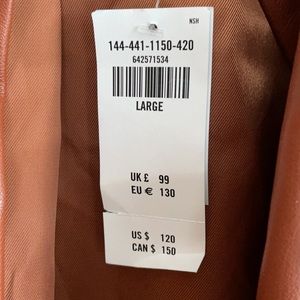 NSH
144-441-1150-420
642571534
LARGE
UK £ 99
EU € 130
US $ 120
CAN $ 150